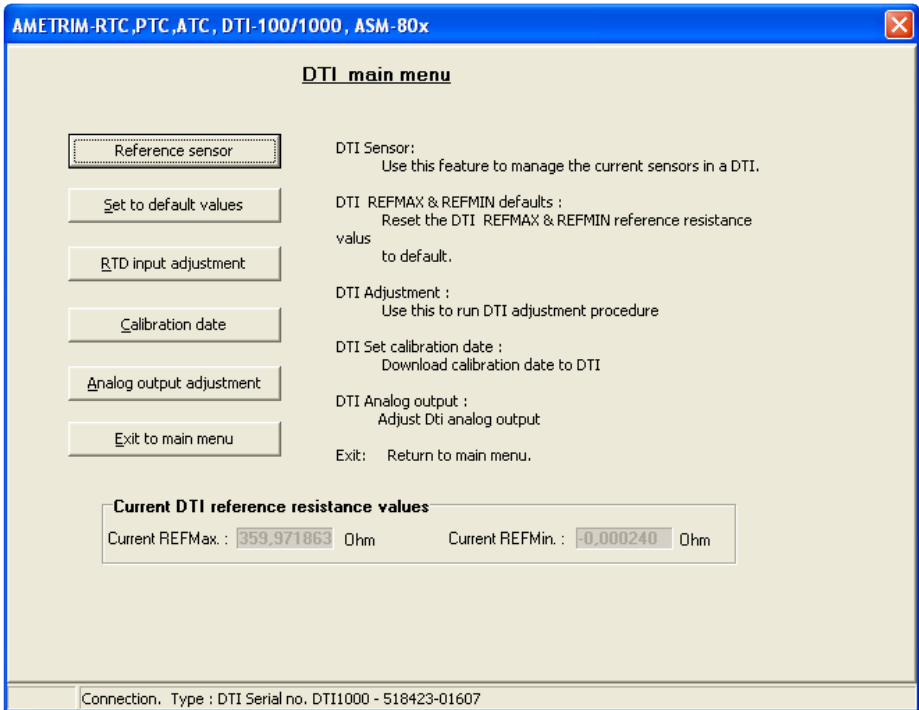 AMETRIM-RTC,PTC,ATC, DTI-100/1000, ASM-80x
DTI main menu
Reference sensor
Set to default values
RTD input adjustment
Calibration date
Analog output adjustment
Exit to main menu
DTI Sensor:
Use this feature to manage the current sensors in a DTI.
DTI REFMAX & REFMIN defaults :
Reset the DTI REFMAX & REFMIN reference resistance
valus
to default.
DTI Adjustment :
Use this to run DTI adjustment procedure
DTI Set calibration date :
Download calibration date to DTI
DTI Analog output :
Adjust Dti analog output
Exit: Return to main menu.
Current DTI reference resistance values
Current REFMax. : 359,971863 Ohm Current REFMin. : -0,000240 Ohm
Connection. Type : DTI Serial no. DTI1000 - 518423-01607